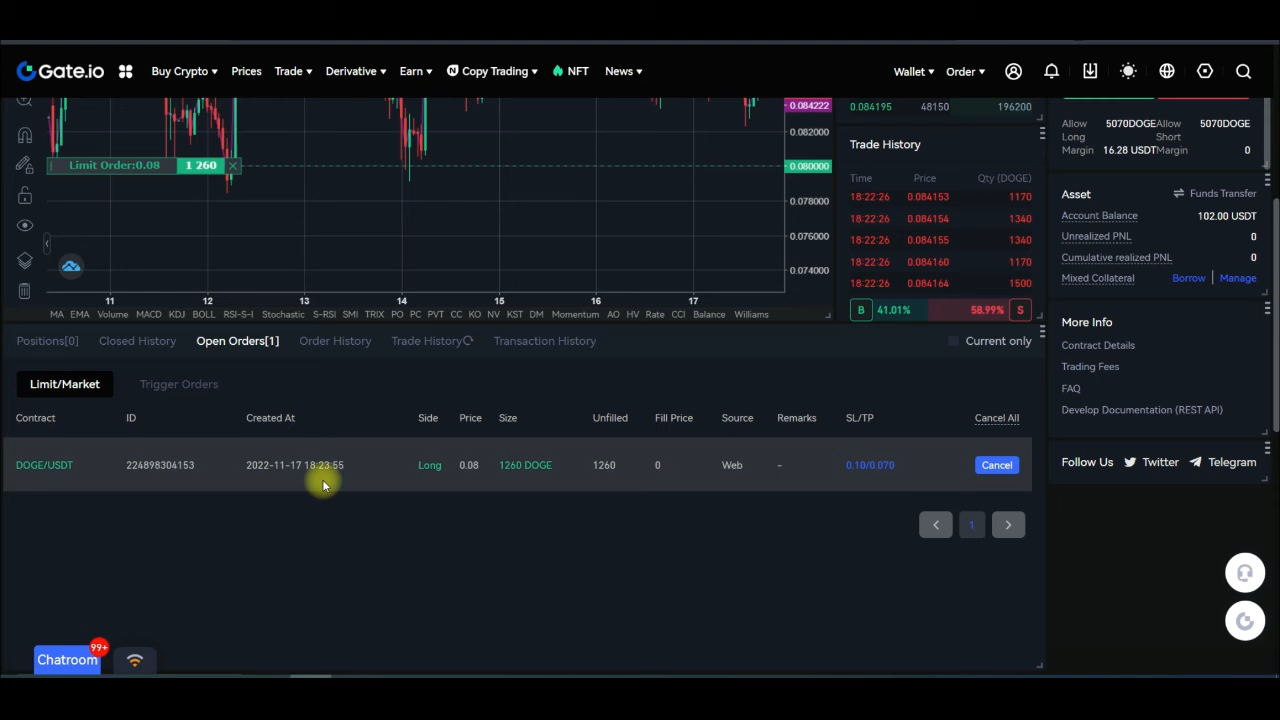 Gate.io Buy Crypto Prices Trade Derivative Earn Copy Trading NFT News Wallet Order
0.084222
0.082000
0.080000
0.078000
0.076000
0.074000
Limit Order:0.08 1 260
11 12 13 14 15 16 17
MA EMA Volume MACD KDJ BOLL RSI-S-I Stochastic S-RSI SMI TRIX PO PC PVT CC KO NV KST DM Momentum AO HV Rate CCI Balance Williams
0.084195 48150 196200
Trade History
Time Price Qty (DOGE)
18:22:26 0.084153 1170
18:22:26 0.084154 1340
18:22:26 0.084155 1340
18:22:26 0.084160 1170
18:22:26 0.084164 1500
B 41.01% 58.99% S
Allow Long 5070DOGE Allow Short 5070DOGE
Margin 16.28 USDT Margin 0
Asset Funds Transfer
Account Balance 102.00 USDT
Unrealized PNL 0
Cumulative realized PNL 0
Mixed Collateral Borrow Manage
More Info
Contract Details
Trading Fees
FAQ
Develop Documentation (REST API)
Follow Us Twitter Telegram
Positions[0] Closed History Open Orders[1] Order History Trade History Transaction History Current only
Limit/Market Trigger Orders
Contract ID Created At Side Price Size Unfilled Fill Price Source Remarks SL/TP Cancel All
DOGE/USDT 224898304153 2022-11-17 18:23:55 Long 0.08 1260 DOGE 1260 0 Web - 0.10/0.070 Cancel
1
99+
Chatroom